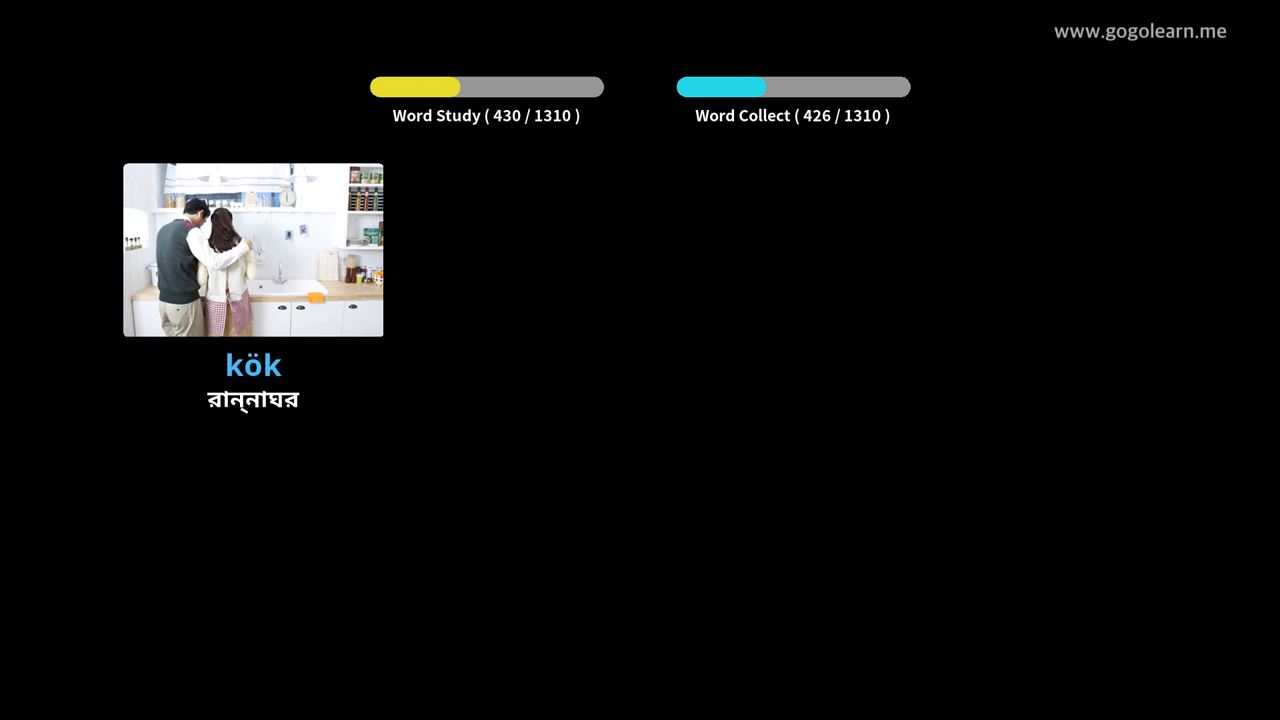 www.gogolearn.me
Word Study ( 430 / 1310 )
Word Collect ( 426 / 1310 )
kök
রান্নাঘর